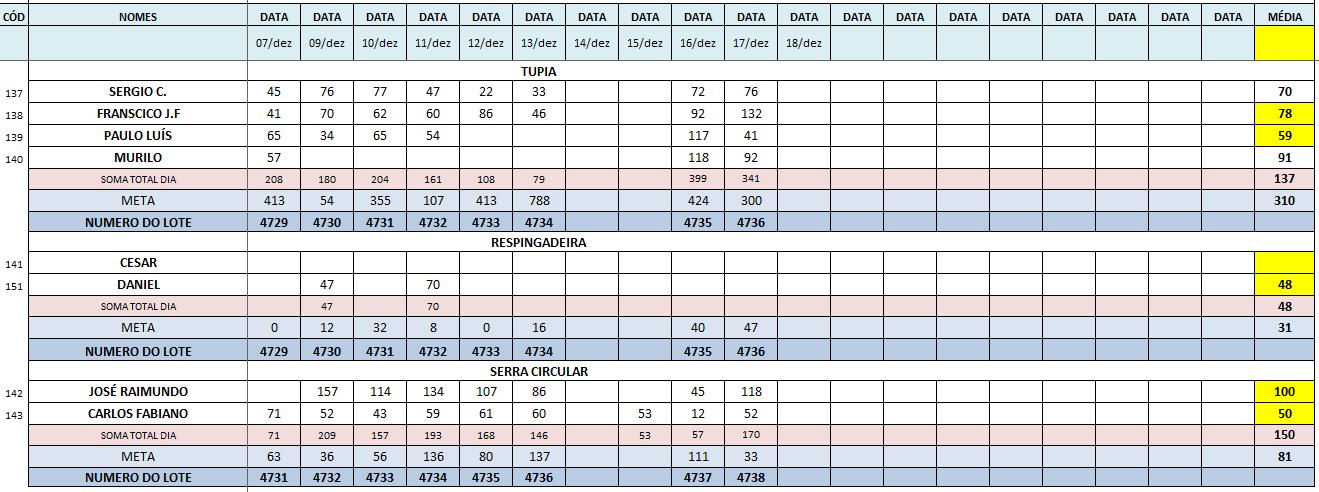 CÓD NOMES DATA DATA DATA DATA DATA DATA DATA DATA DATA DATA DATA DATA DATA DATA DATA DATA DATA DATA DATA MÉDIA
07/dez 09/dez 10/dez 11/dez 12/dez 13/dez 14/dez 15/dez 16/dez 17/dez 18/dez
TUPIA
137 SERGIO C. 45 76 77 47 22 33 72 76 70
138 FRANSCICO J.F 41 70 62 60 86 46 92 132 78
139 PAULO LUÍS 65 34 65 54 117 41 59
140 MURILO 57 118 92 91
SOMA TOTAL DIA 208 180 204 161 108 79 399 341 137
META 413 54 355 107 413 788 424 300 310
NUMERO DO LOTE 4729 4730 4731 4732 4733 4734 4735 4736
RESPINGADEIRA
141 CESAR
151 DANIEL 47 70 48
SOMA TOTAL DIA 47 70 48
META 0 12 32 8 0 16 40 47 31
NUMERO DO LOTE 4729 4730 4731 4732 4733 4734 4735 4736
SERRA CIRCULAR
142 JOSÉ RAIMUNDO 157 114 134 107 86 45 118 100
143 CARLOS FABIANO 71 52 43 59 61 60 53 12 52 50
SOMA TOTAL DIA 71 209 157 193 168 146 53 57 170 150
META 63 36 56 136 80 137 111 33 81
NUMERO DO LOTE 4731 4732 4733 4734 4735 4736 4737 4738